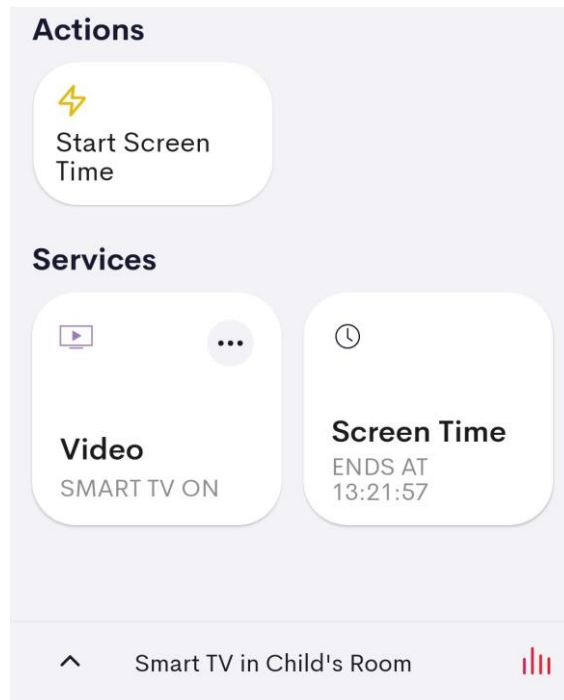 Actions
Start Screen
Time
Services
Video
SMART TV ON
Screen Time
ENDS AT
13:21:57
Smart TV in Child's Room